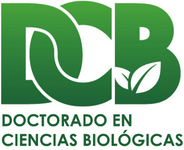 DCB
DOCTORADO EN
CIENCIAS BIOLÓGICAS